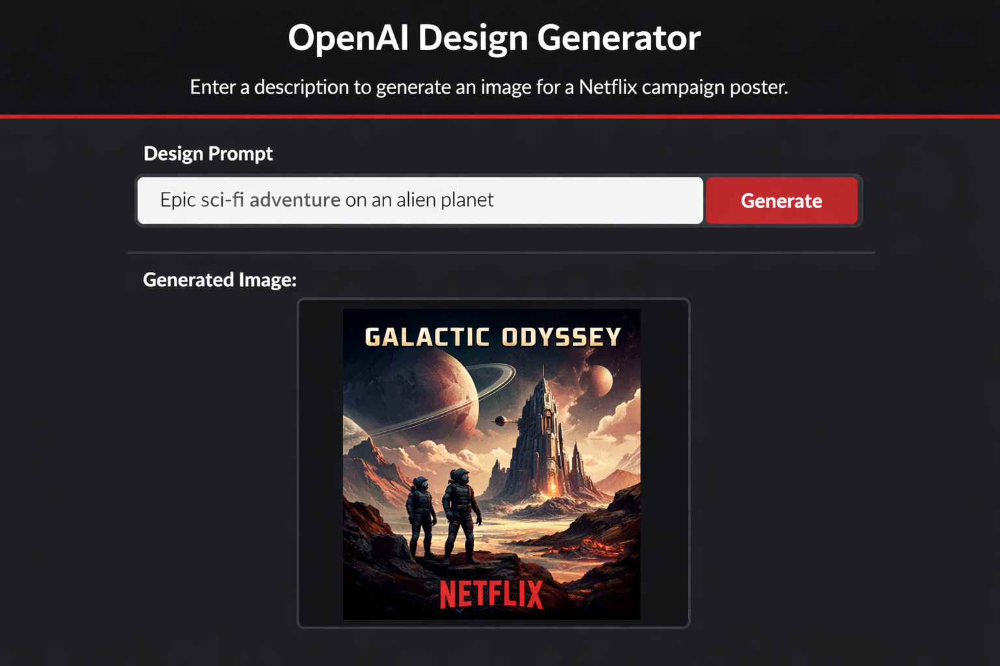 OpenAI Design Generator
Enter a description to generate an image for a Netflix campaign poster.
Design Prompt
Epic sci-fi adventure on an alien planet
Generate
Generated Image:
GALACTIC ODYSSEY
NETFLIX